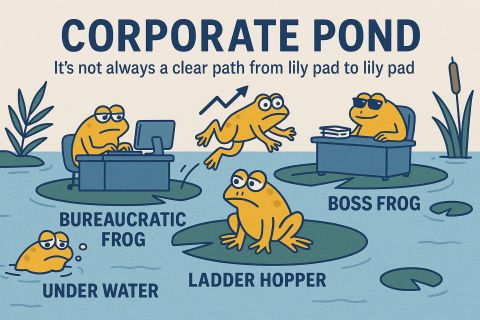 CORPORATE POND
It's not always a clear path from lily pad to lily pad
BUREAUCRATIC
FROG
BOSS FROG
UNDER WATER
LADDER HOPPER